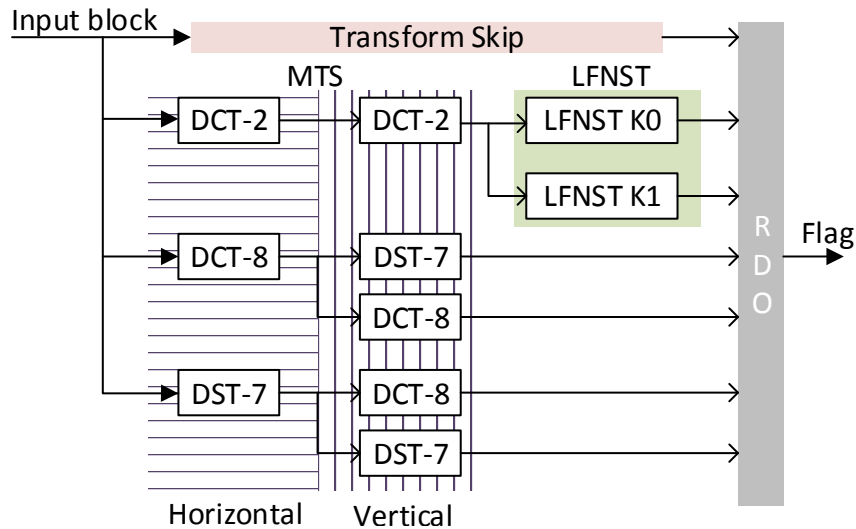 Input block
Transform Skip
MTS
LFNST
DCT-2
DCT-2
LFNST K0
LFNST K1
DCT-8
DST-7
DCT-8
DST-7
DCT-8
DST-7
R
D
O
Flag
Horizontal
Vertical